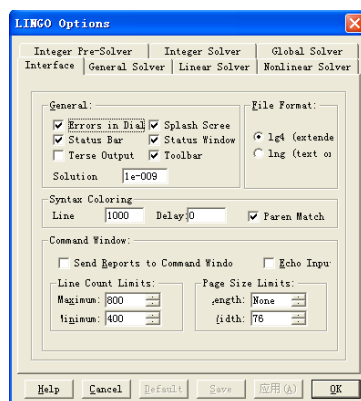 LINGO Options
Integer Pre-Solver Integer Solver Global Solver
Interface General Solver Linear Solver Nonlinear Solver
General: File Format:
Errors in Dial Splash Scree lg4 (extende
Status Bar Status Window lng (text or
Terse Output Toolbar
Solution 1e-009
Syntax Coloring
Line 1000 Delay: 0 Paren Match
Command Window:
Send Reports to Command Windo Echo Inpu
Line Count Limits: Page Size Limits:
Maximum: 800 ength: None
inimum: 400 idth: 76
Help Cancel Default Save 应用(A) OK